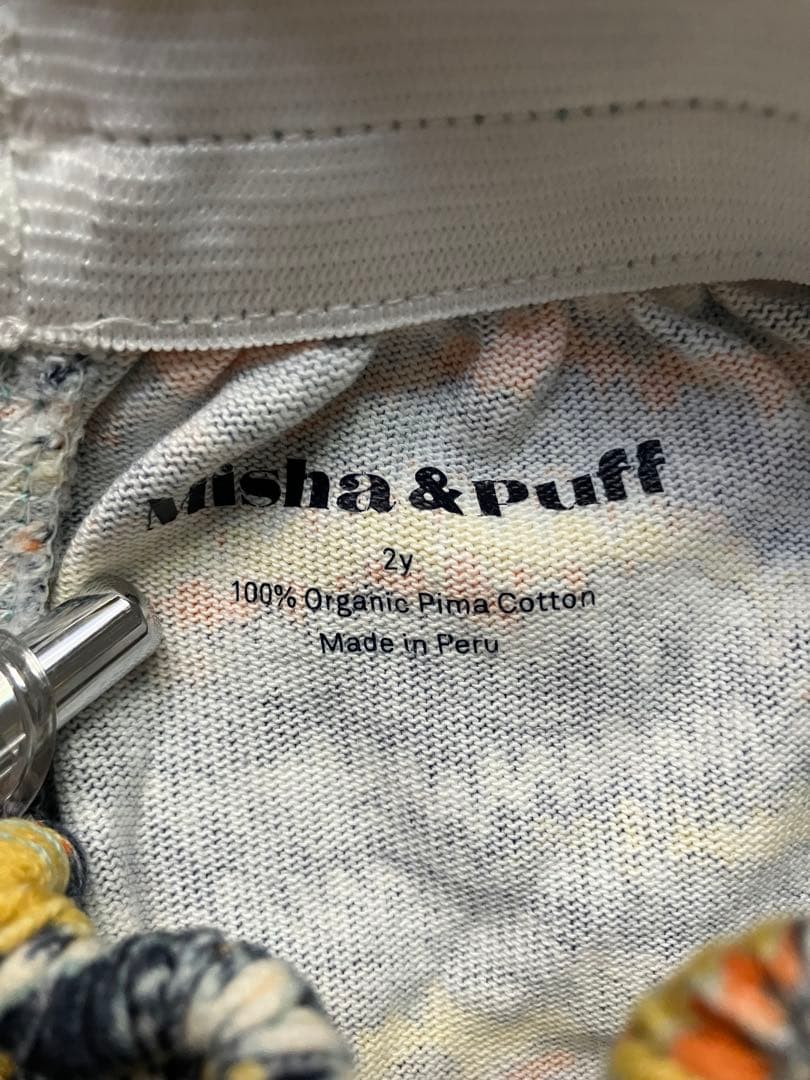 Misha & Puff
2y
100% Organic Pima Cotton
Made in Peru